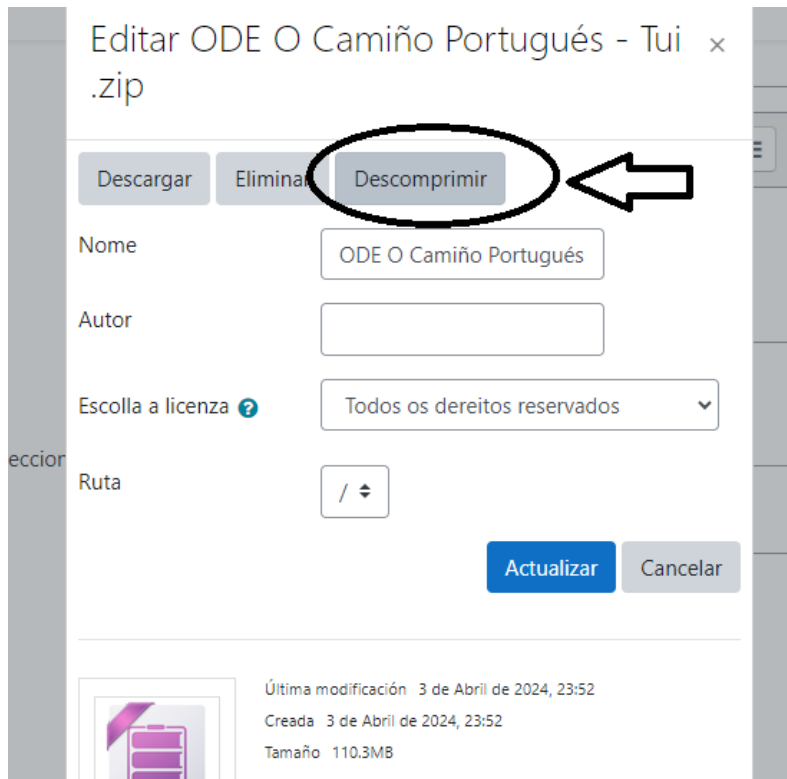 Editar ODE O Camiño Portugués - Tui ×
.zip
Descargar Eliminar Descomprimir
Nome ODE O Camiño Portugués
Autor
Escolla a licenza ? Todos os dereitos reservados
eccion
Ruta /
Actualizar Cancelar
Última modificación 3 de Abril de 2024, 23:52
Creada 3 de Abril de 2024, 23:52
Tamaño 110.3MB